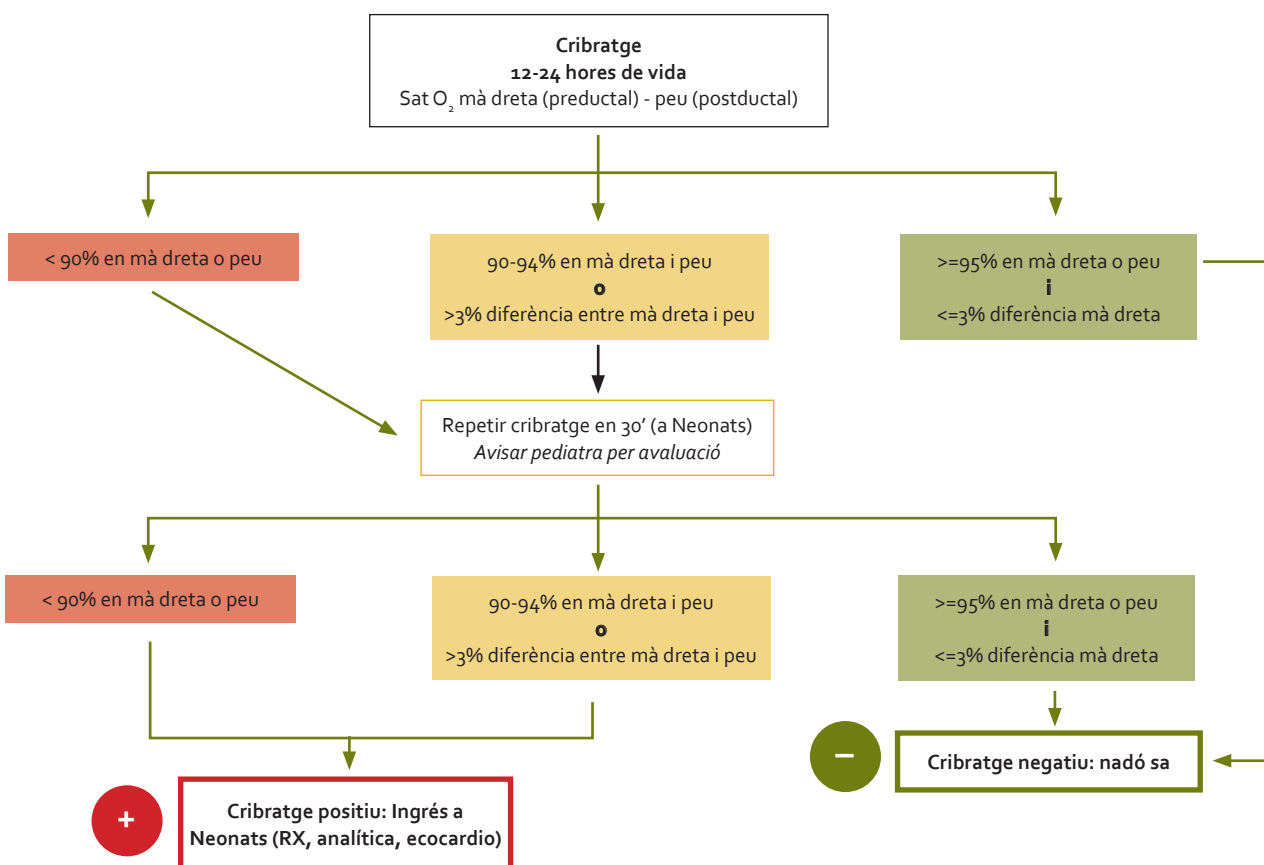 Cribratge
12-24 hores de vida
Sat O₂ mà dreta (preductal) - peu (postductal)
< 90% en mà dreta o peu
90-94% en mà dreta i peu
o
>3% diferència entre mà dreta i peu
>=95% en mà dreta o peu
i
<=3% diferència mà dreta
Repetir cribratge en 30’ (a Neonats)
Avisar pediatra per avaluació
< 90% en mà dreta o peu
90-94% en mà dreta i peu
o
>3% diferència entre mà dreta i peu
>=95% en mà dreta o peu
i
<=3% diferència mà dreta
–
Cribratge negatiu: nadó sa
+
Cribratge positiu: Ingrés a
Neonats (RX, analítica, ecocardio)